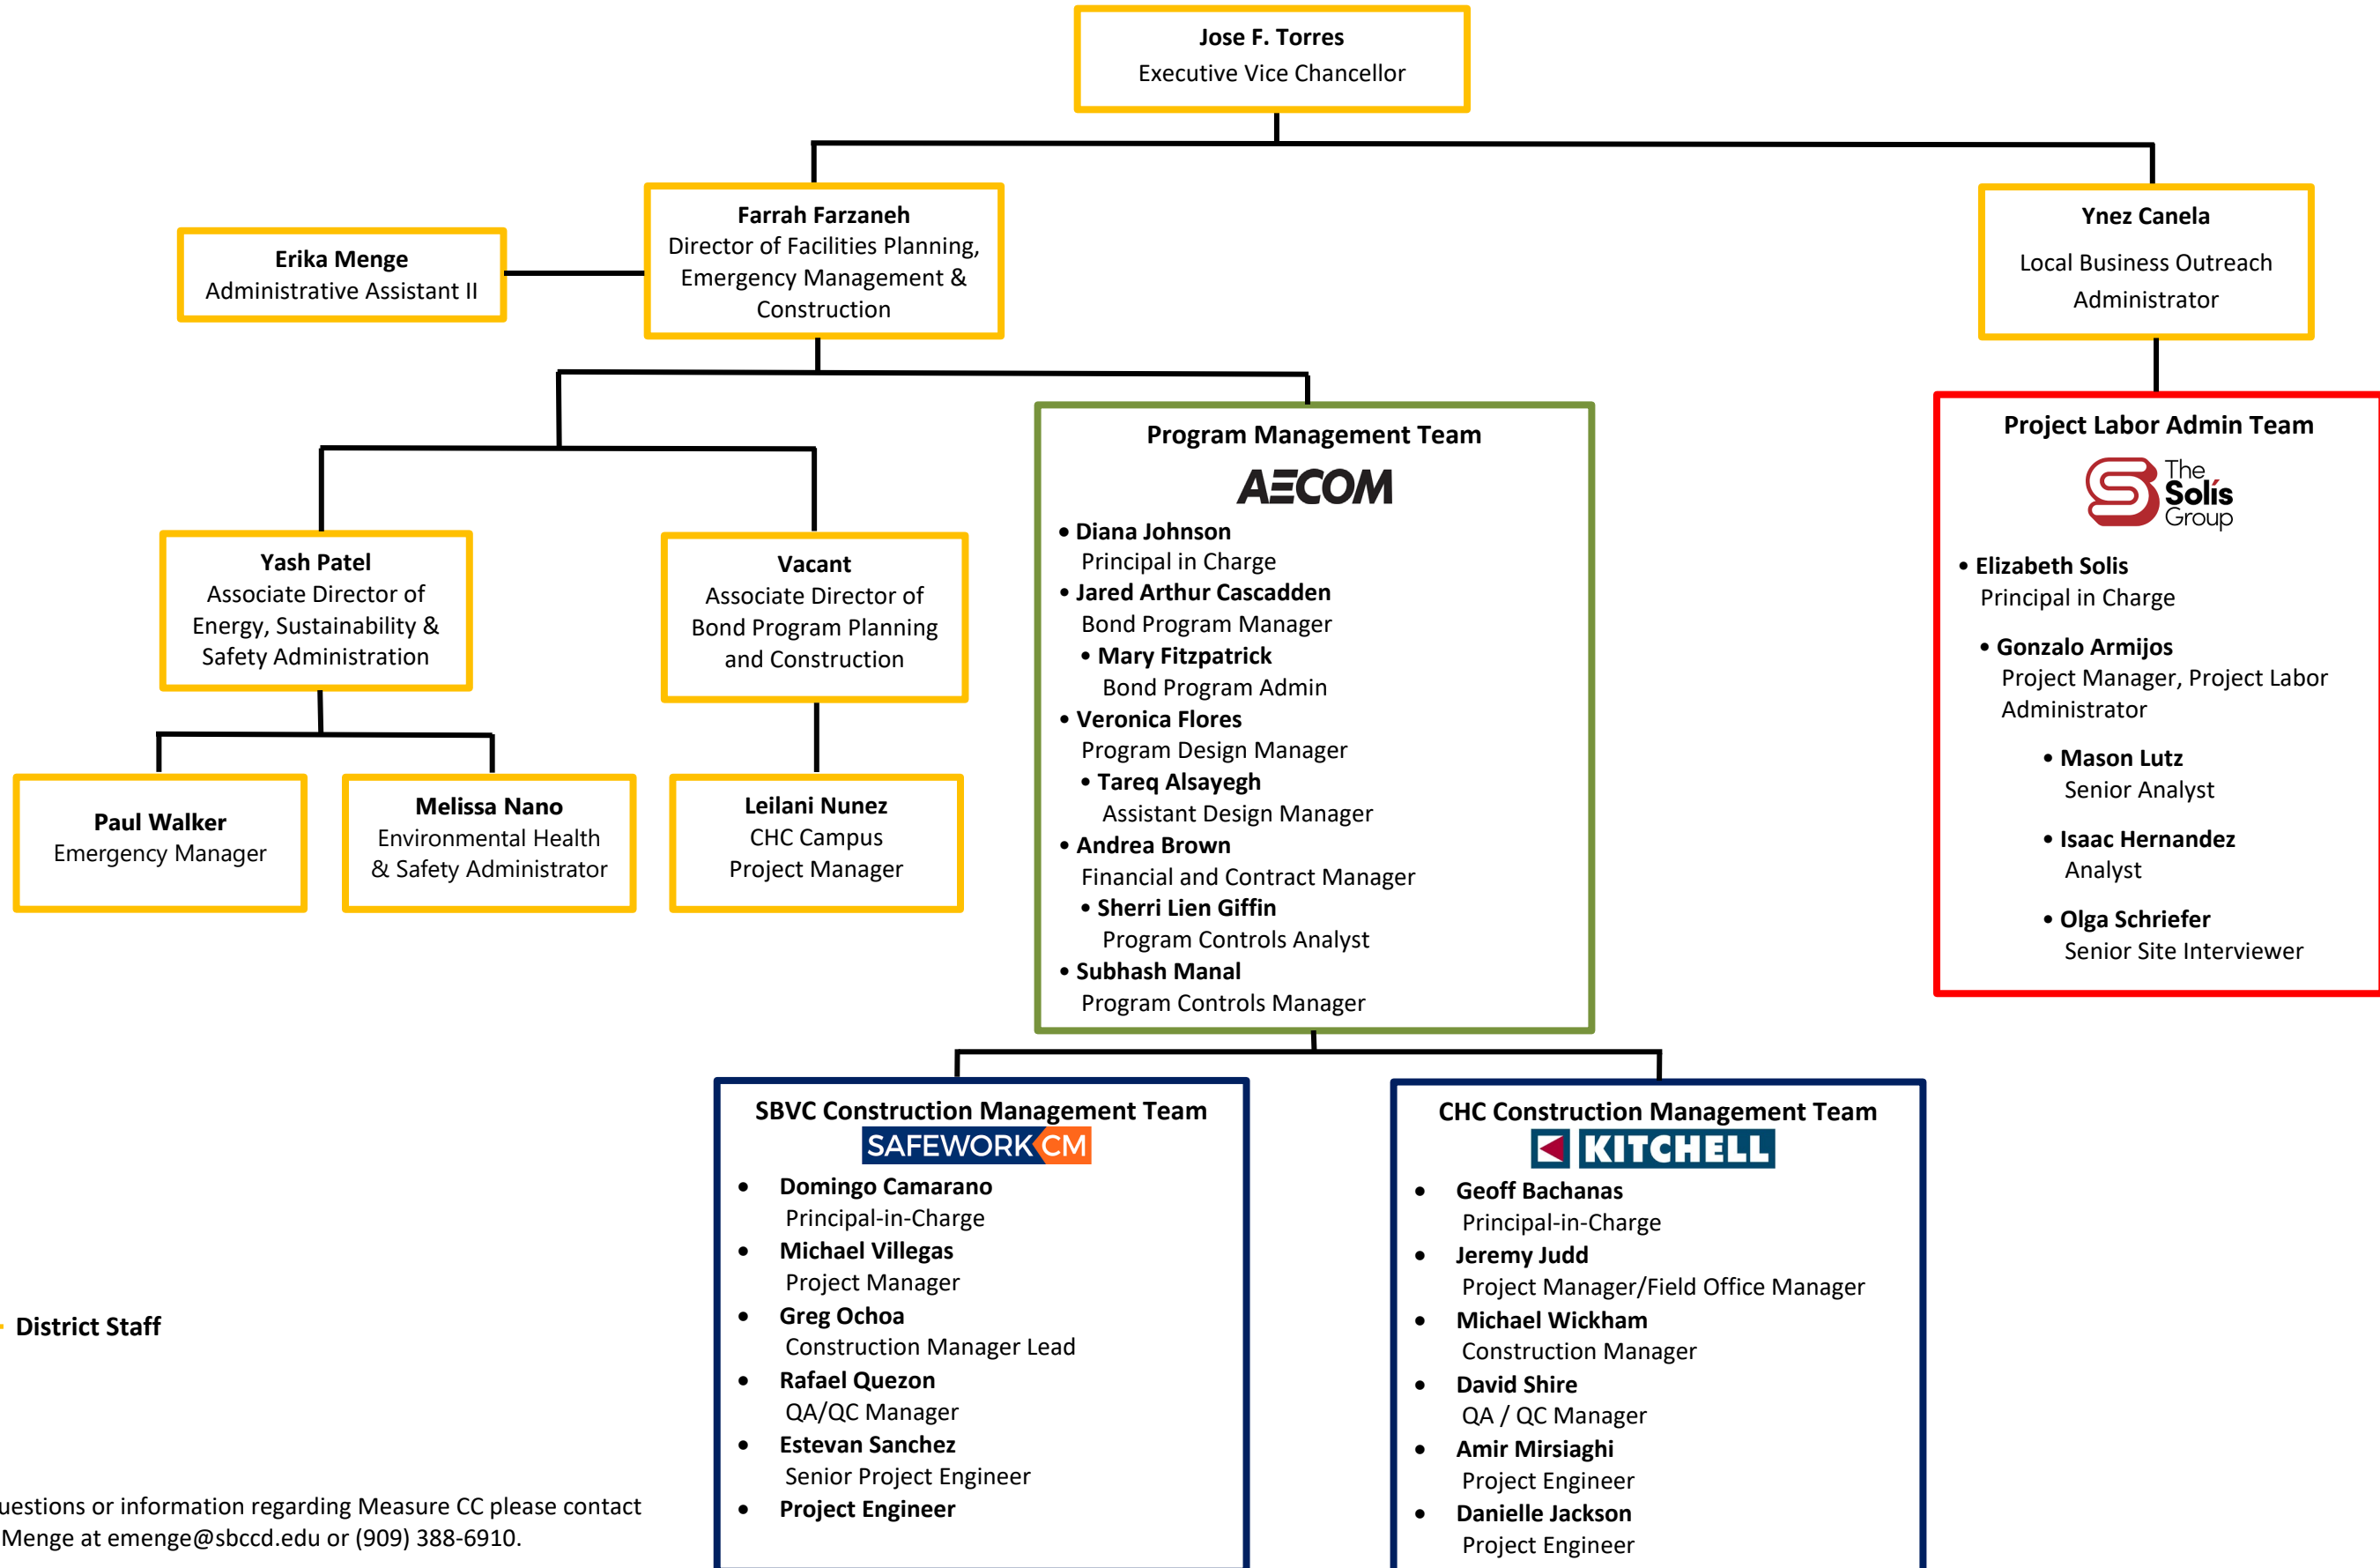 Jose F. Torres
Executive Vice Chancellor
Farrah Farzaneh
Director of Facilities Planning,
Emergency Management &
Construction
Erika Menge
Administrative Assistant II
Ynez Canela
Local Business Outreach
Administrator
Yash Patel
Associate Director of
Energy, Sustainability &
Safety Administration
Vacant
Associate Director of
Bond Program Planning
and Construction
Paul Walker
Emergency Manager
Melissa Nano
Environmental Health
& Safety Administrator
Leilani Nunez
CHC Campus
Project Manager
Program Management Team
AECOM
• Diana Johnson
Principal in Charge
• Jared Arthur Cascadden
Bond Program Manager
• Mary Fitzpatrick
Bond Program Admin
• Veronica Flores
Program Design Manager
• Tareq Alsayegh
Assistant Design Manager
• Andrea Brown
Financial and Contract Manager
• Sherri Lien Giffin
Program Controls Analyst
• Subhash Manal
Program Controls Manager
Project Labor Admin Team
The
Solís
Group
• Elizabeth Solis
Principal in Charge
• Gonzalo Armijos
Project Manager, Project Labor
Administrator
• Mason Lutz
Senior Analyst
• Isaac Hernandez
Analyst
• Olga Schriefer
Senior Site Interviewer
SBVC Construction Management Team
SAFEWORK CM
• Domingo Camarano
Principal-in-Charge
• Michael Villegas
Project Manager
• Greg Ochoa
Construction Manager Lead
• Rafael Quezon
QA/QC Manager
• Estevan Sanchez
Senior Project Engineer
• Project Engineer
CHC Construction Management Team
KITCHELL
• Geoff Bachanas
Principal-in-Charge
• Jeremy Judd
Project Manager/Field Office Manager
• Michael Wickham
Construction Manager
• David Shire
QA / QC Manager
• Amir Mirsiaghi
Project Engineer
• Danielle Jackson
Project Engineer
District Staff
uestions or information regarding Measure CC please contact
Menge at emenge@sbccd.edu or (909) 388-6910.